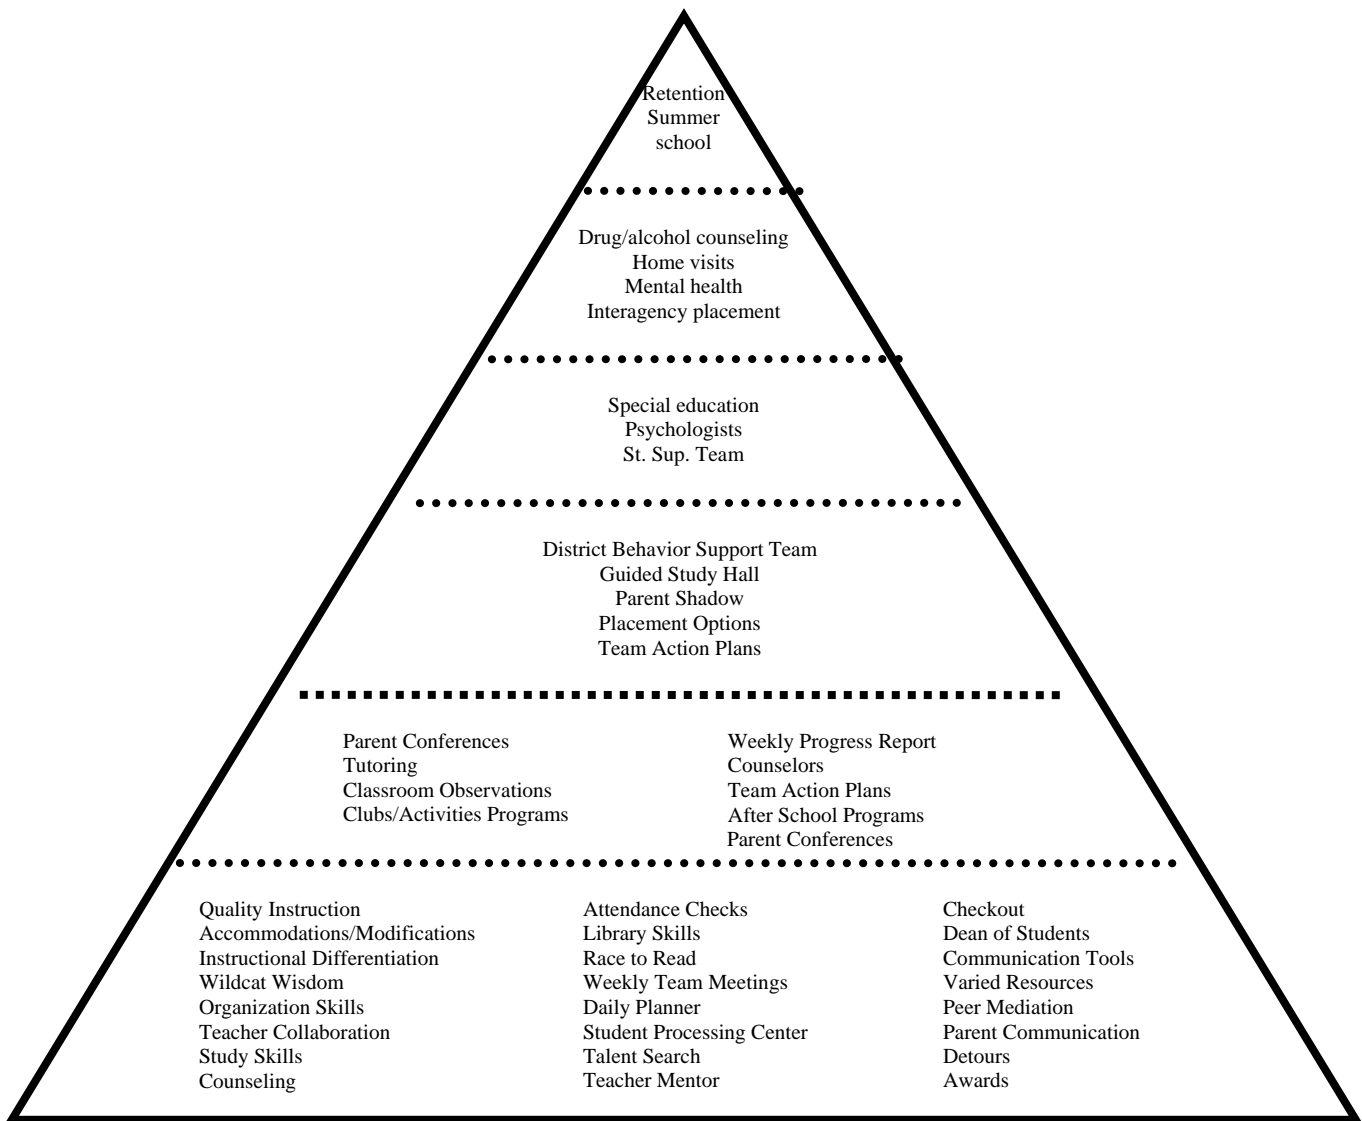 Retention
Summer
school
Drug/alcohol counseling
Home visits
Mental health
Interagency placement
Special education
Psychologists
St. Sup. Team
District Behavior Support Team
Guided Study Hall
Parent Shadow
Placement Options
Team Action Plans
Parent Conferences
Tutoring
Classroom Observations
Clubs/Activities Programs
Weekly Progress Report
Counselors
Team Action Plans
After School Programs
Parent Conferences
Quality Instruction
Accommodations/Modifications
Instructional Differentiation
Wildcat Wisdom
Organization Skills
Teacher Collaboration
Study Skills
Counseling
Attendance Checks
Library Skills
Race to Read
Weekly Team Meetings
Daily Planner
Student Processing Center
Talent Search
Teacher Mentor
Checkout
Dean of Students
Communication Tools
Varied Resources
Peer Mediation
Parent Communication
Detours
Awards